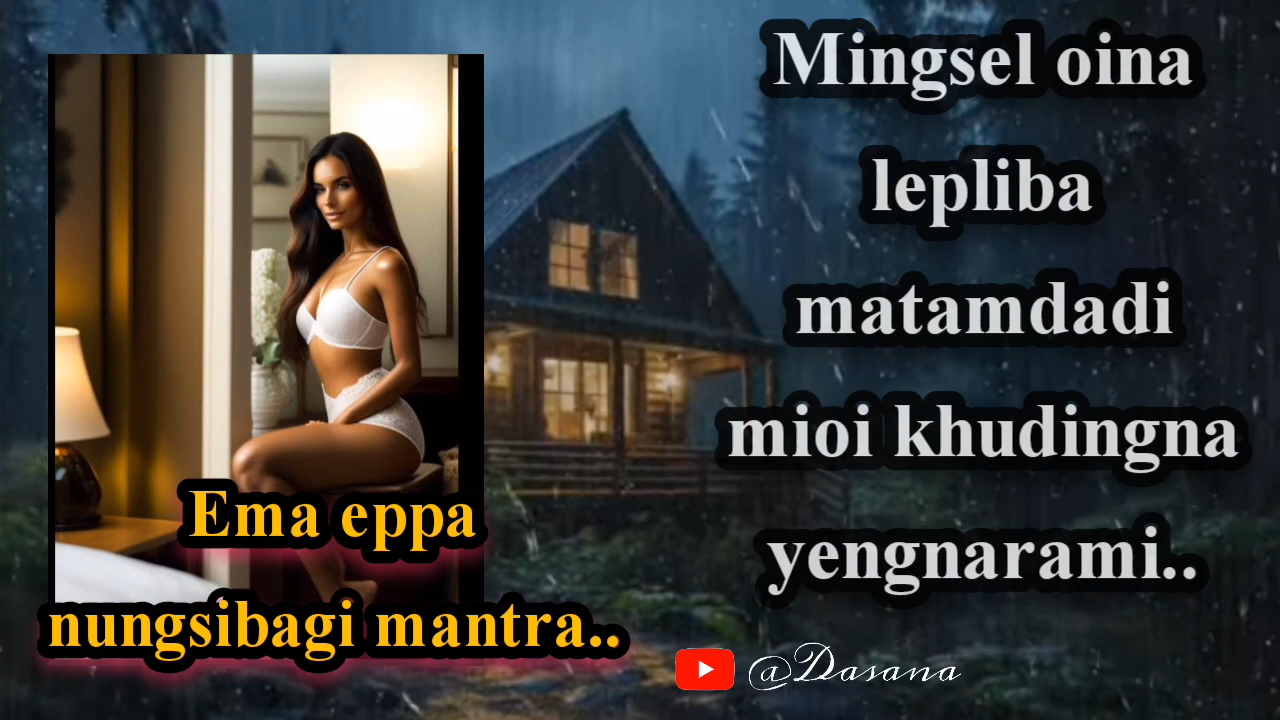 Mingsel oina
lepliba
matamdadi
mioi khudingna
yengnarami..
Ema eppa
nungsibagi mantra..
@Dasana